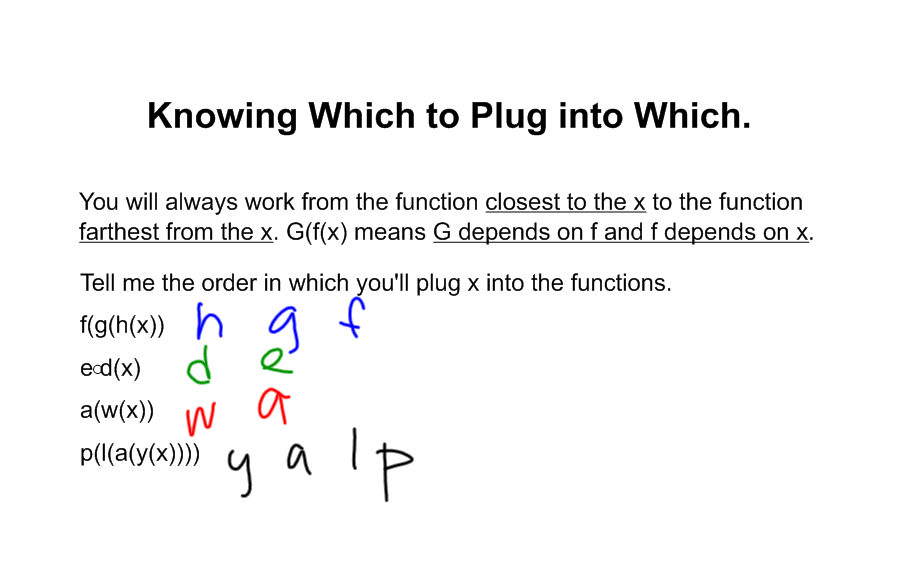 Knowing Which to Plug into Which.
You will always work from the function closest to the x to the function
farthest from the x. G(f(x) means G depends on f and f depends on x.
Tell me the order in which you'll plug x into the functions.
f(g(h(x)) h g f
e∘d(x) d e
a(w(x)) w a
p(l(a(y(x)))) y a l p